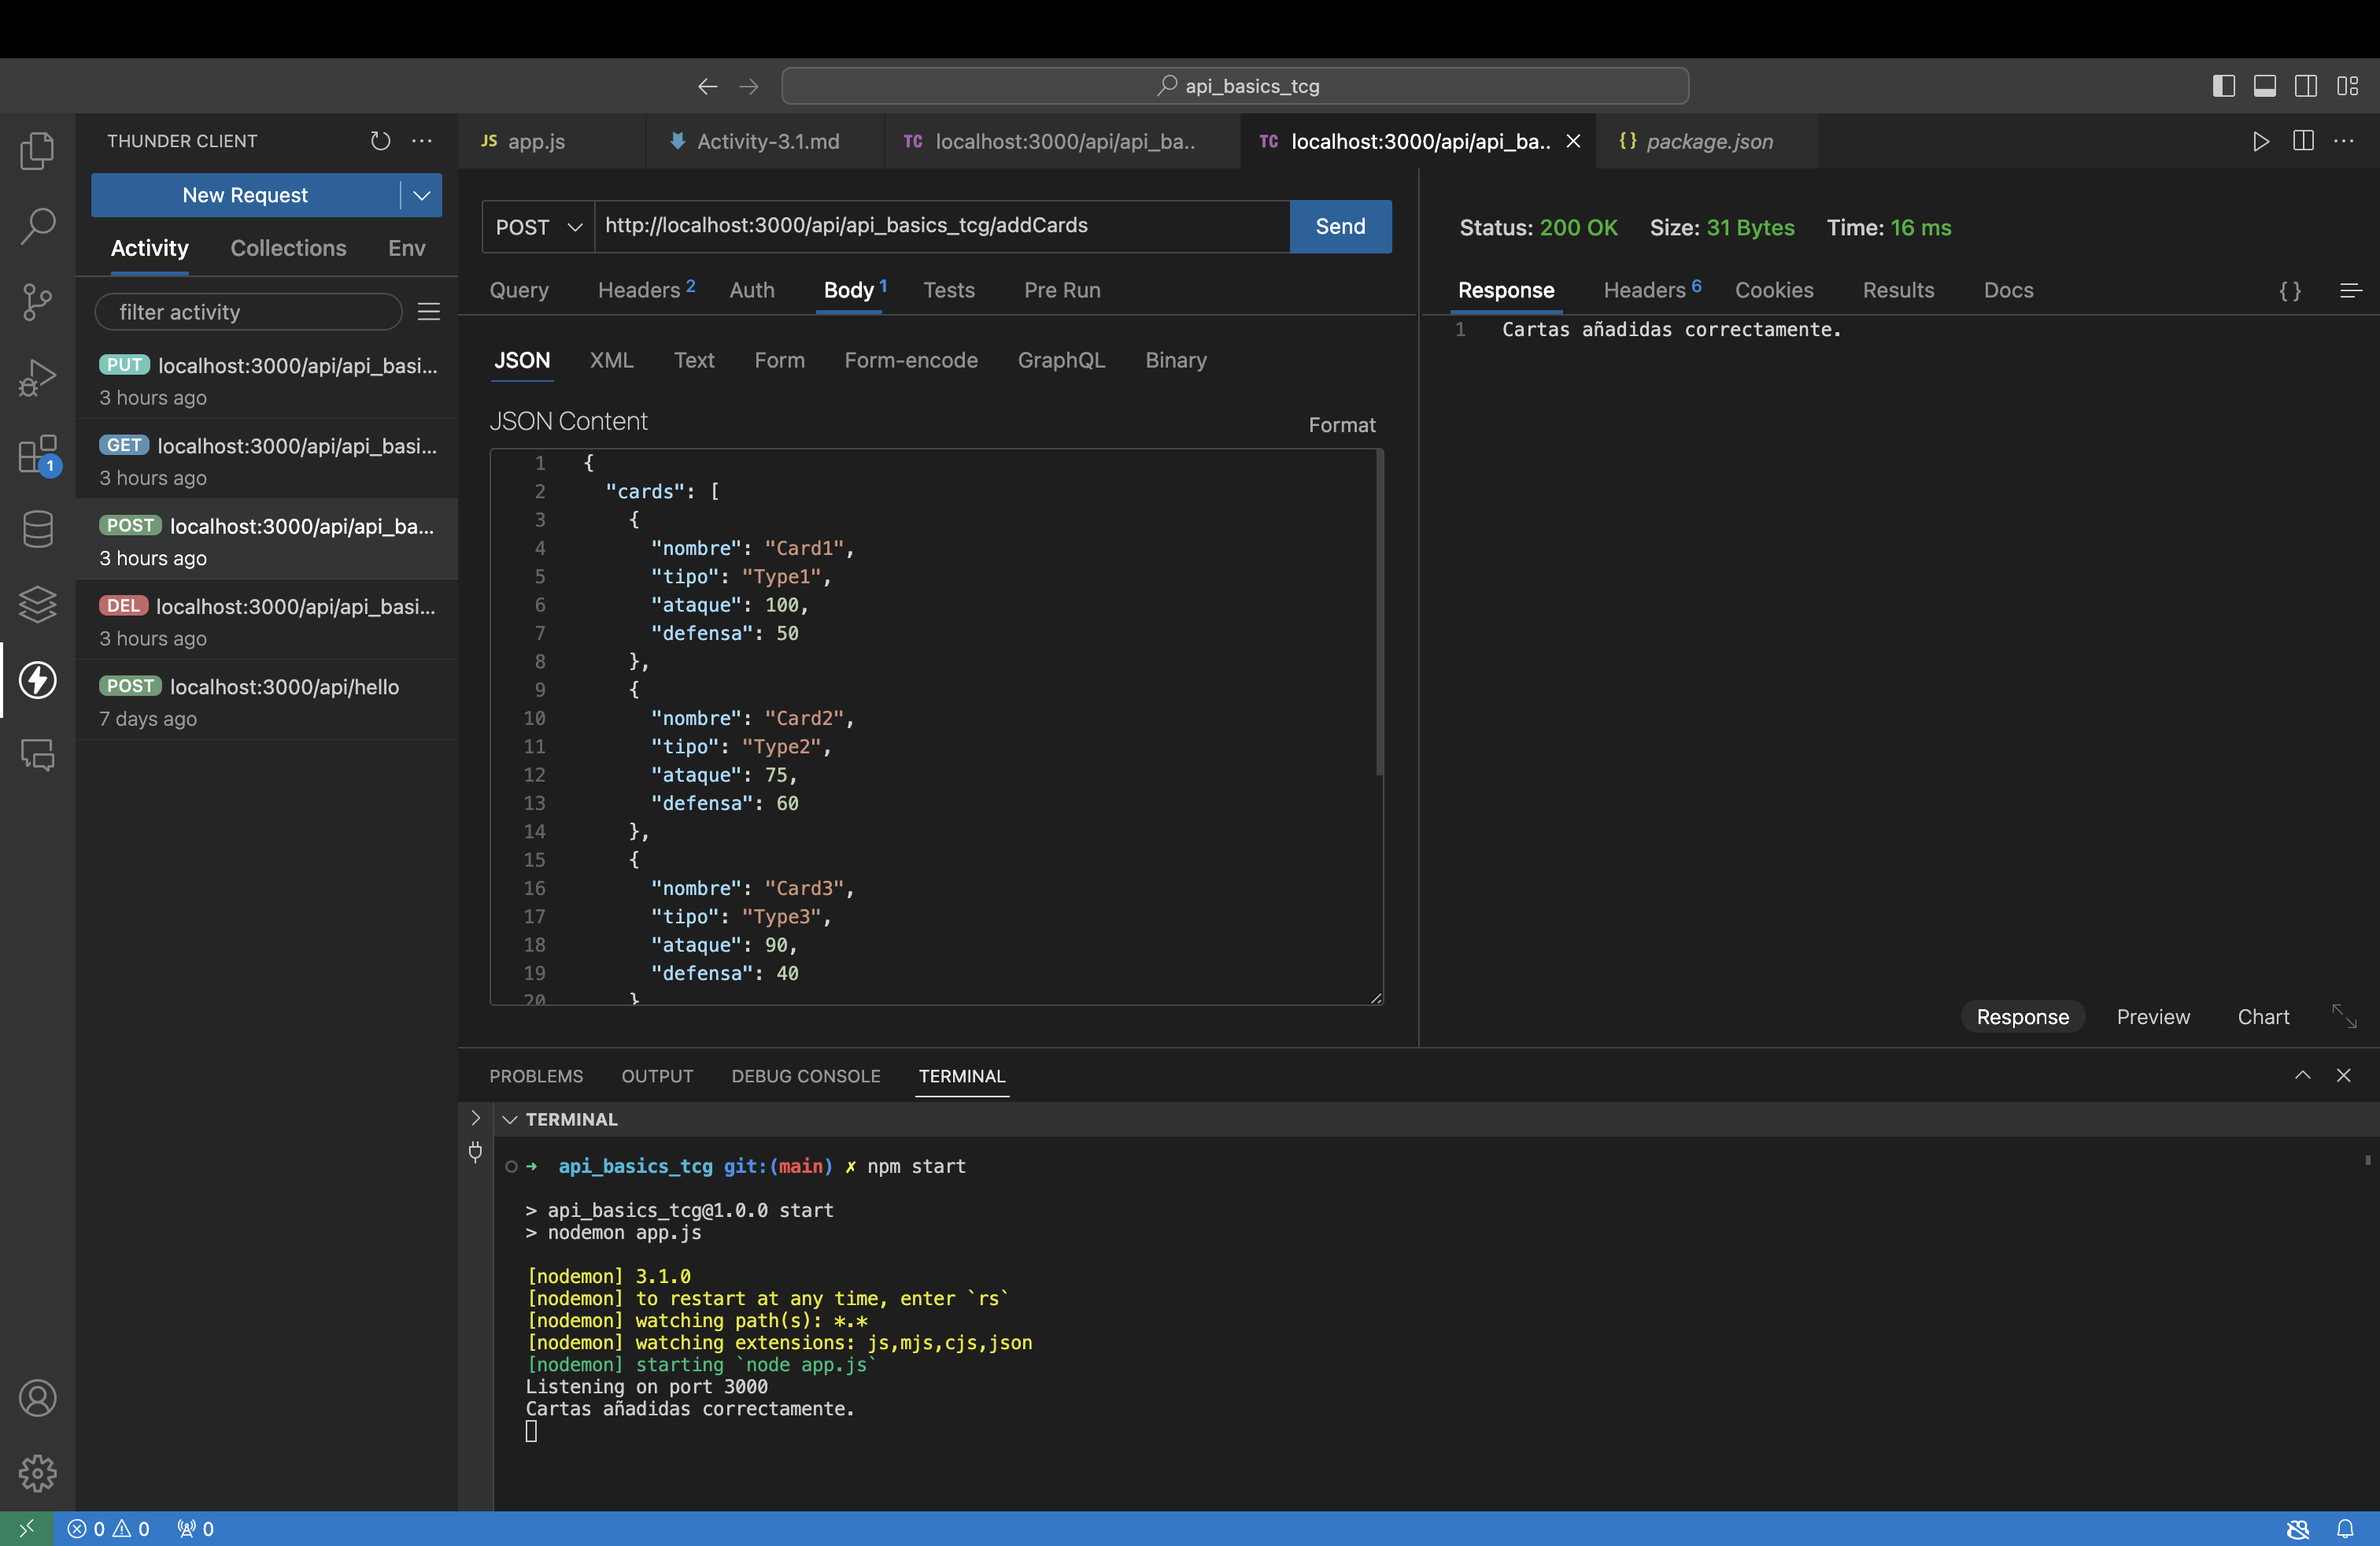 api_basics_tcg
THUNDER CLIENT
New Request
Activity Collections Env
filter activity
PUT localhost:3000/api/api_basi...
3 hours ago
GET localhost:3000/api/api_basi...
3 hours ago
POST localhost:3000/api/api_ba...
3 hours ago
DEL localhost:3000/api/api_basi...
3 hours ago
POST localhost:3000/api/hello
7 days ago
1
JS app.js Activity-3.1.md TC localhost:3000/api/api_ba.. TC localhost:3000/api/api_ba.. {} package.json
POST http://localhost:3000/api/api_basics_tcg/addCards Send
Query Headers 2 Auth Body 1 Tests Pre Run
JSON XML Text Form Form-encode GraphQL Binary
JSON Content Format
1 {
2 "cards": [
3 {
4 "nombre": "Card1",
5 "tipo": "Type1",
6 "ataque": 100,
7 "defensa": 50
8 },
9 {
10 "nombre": "Card2",
11 "tipo": "Type2",
12 "ataque": 75,
13 "defensa": 60
14 },
15 {
16 "nombre": "Card3",
17 "tipo": "Type3",
18 "ataque": 90,
19 "defensa": 40
20 }
Status: 200 OK Size: 31 Bytes Time: 16 ms
Response Headers 6 Cookies Results Docs { }
1 Cartas añadidas correctamente.
Response Preview Chart
PROBLEMS OUTPUT DEBUG CONSOLE TERMINAL
TERMINAL
➜ api_basics_tcg git:(main) ✗ npm start
> api_basics_tcg@1.0.0 start
> nodemon app.js
[nodemon] 3.1.0
[nodemon] to restart at any time, enter `rs`
[nodemon] watching path(s): *.*
[nodemon] watching extensions: js,mjs,cjs,json
[nodemon] starting `node app.js`
Listening on port 3000
Cartas añadidas correctamente.
0 0 0